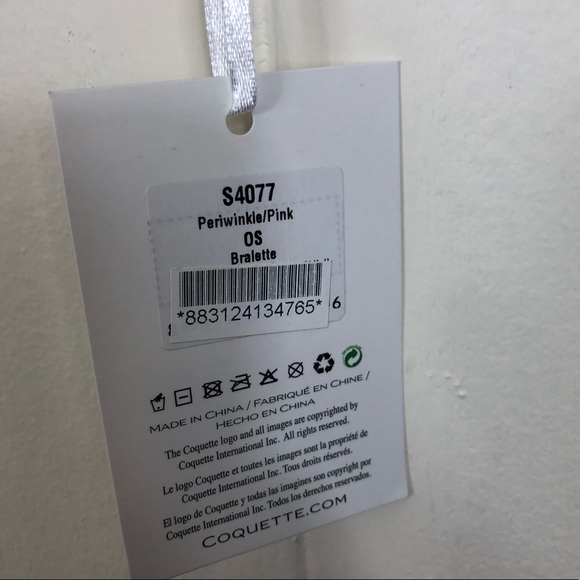 S4077
Periwinkle/Pink
OS
Bralette
*883124134765*
6
MADE IN CHINA / FABRIQUÉ EN CHINE /
HECHO EN CHINA
The Coquette logo and all images are copyrighted by
Coquette International Inc. All rights reserved.
Le logo Coquette et toutes les images sont la propriété de
Coquette International Inc. Tous droits réservés.
El logo de Coquette y todas las imagines son copyright por
Coquette International Inc. Todos los derechos reservados.
COQUETTE.COM